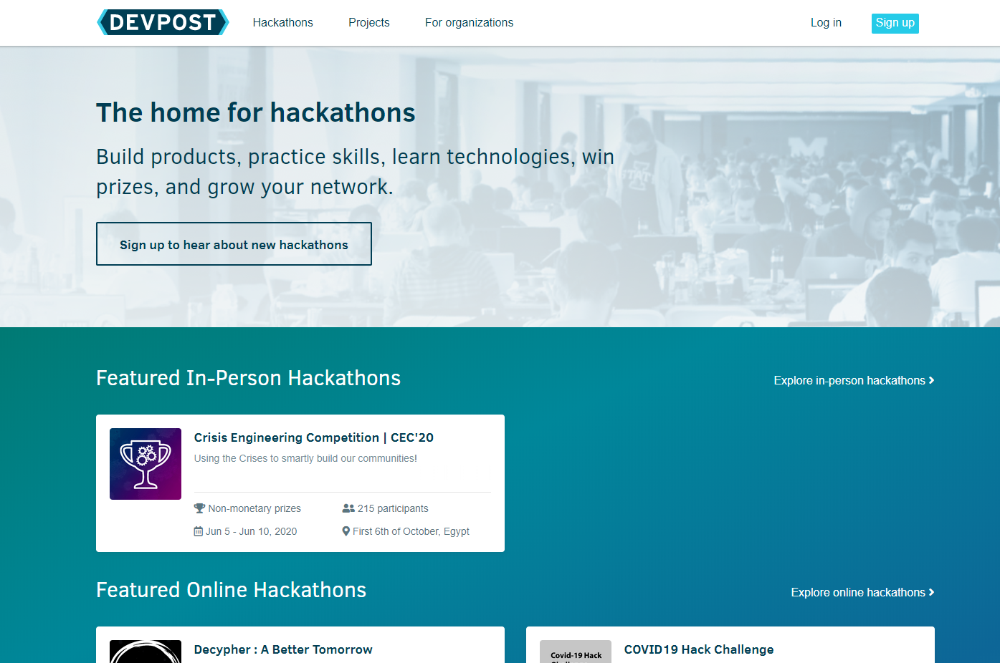 DEVPOST
Hackathons
Projects
For organizations
Log in
Sign up
The home for hackathons
Build products, practice skills, learn technologies, win
prizes, and grow your network.
Sign up to hear about new hackathons
Featured In-Person Hackathons
Explore in-person hackathons
Crisis Engineering Competition | CEC'20
Using the Crises to smartly build our communities!
Non-monetary prizes
215 participants
Jun 5 - Jun 10, 2020
First 6th of October, Egypt
Featured Online Hackathons
Explore online hackathons
Decypher : A Better Tomorrow
Covid-19 Hack
COVID19 Hack Challenge